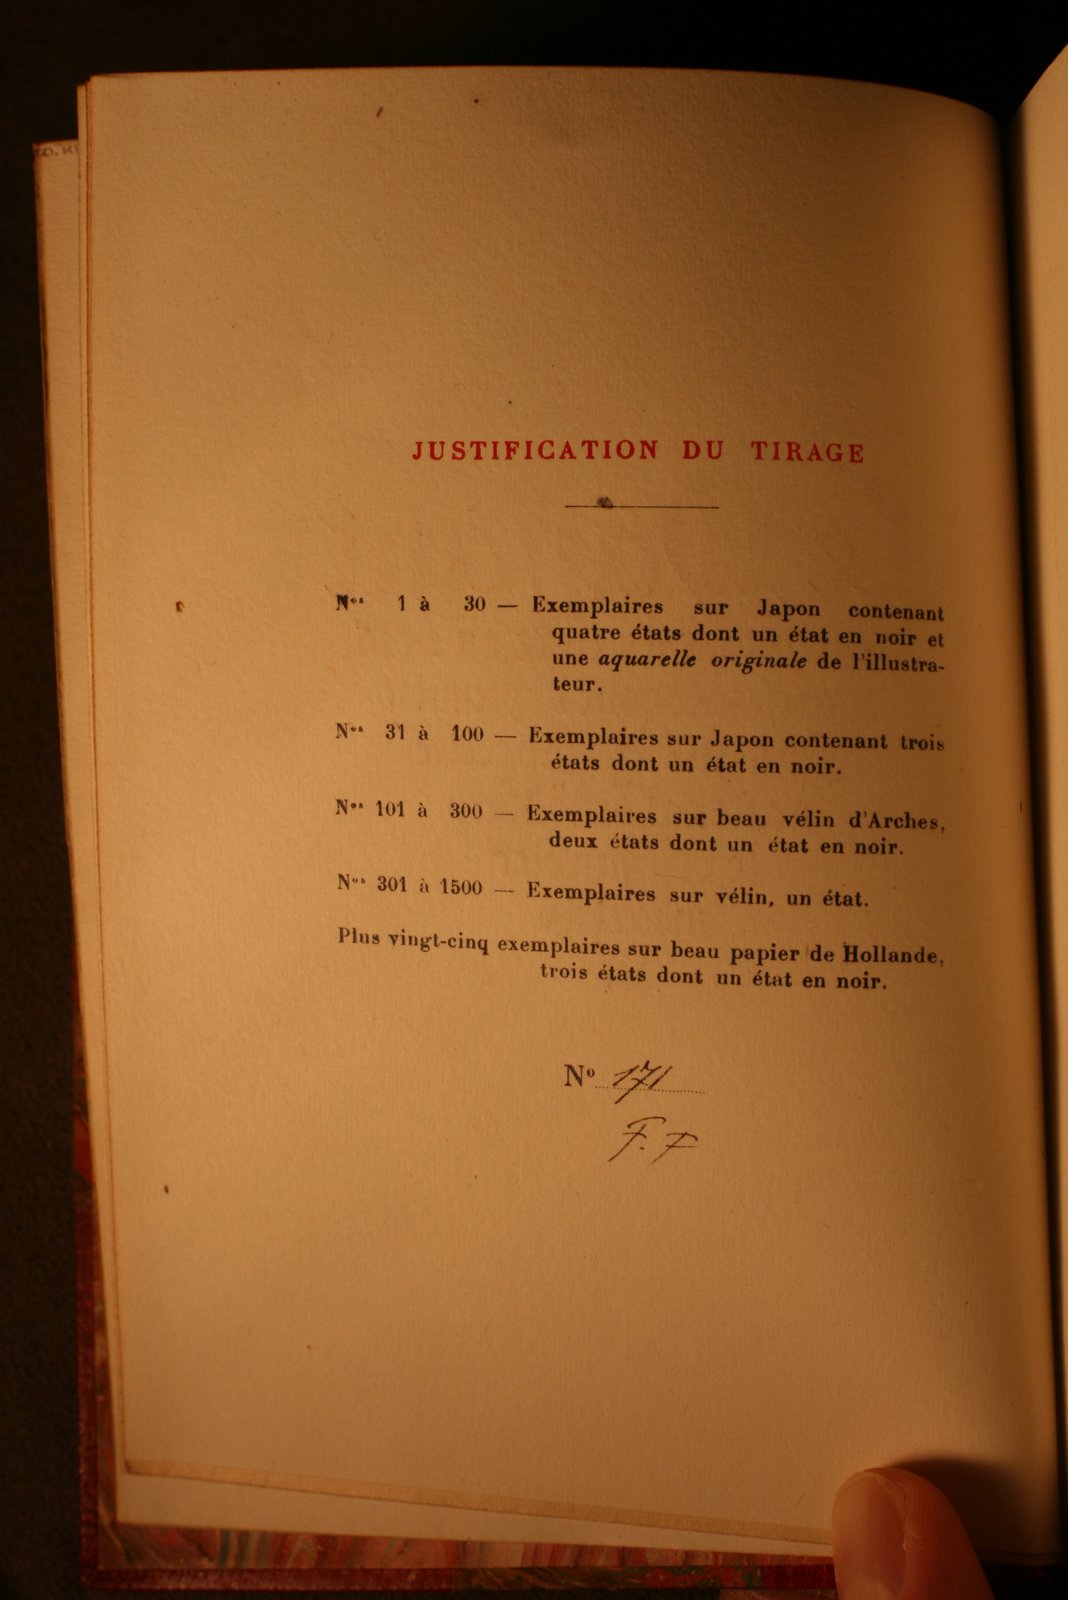 JUSTIFICATION DU TIRAGE
Nos 1 à 30 — Exemplaires sur Japon contenant
quatre états dont un état en noir et
une aquarelle originale de l'illustra-
teur.
Nos 31 à 100 — Exemplaires sur Japon contenant trois
états dont un état en noir.
Nos 101 à 300 — Exemplaires sur beau vélin d'Arches,
deux états dont un état en noir.
Nos 301 à 1500 — Exemplaires sur vélin, un état.
Plus vingt-cinq exemplaires sur beau papier de Hollande,
trois états dont un état en noir.
No 171
F. F